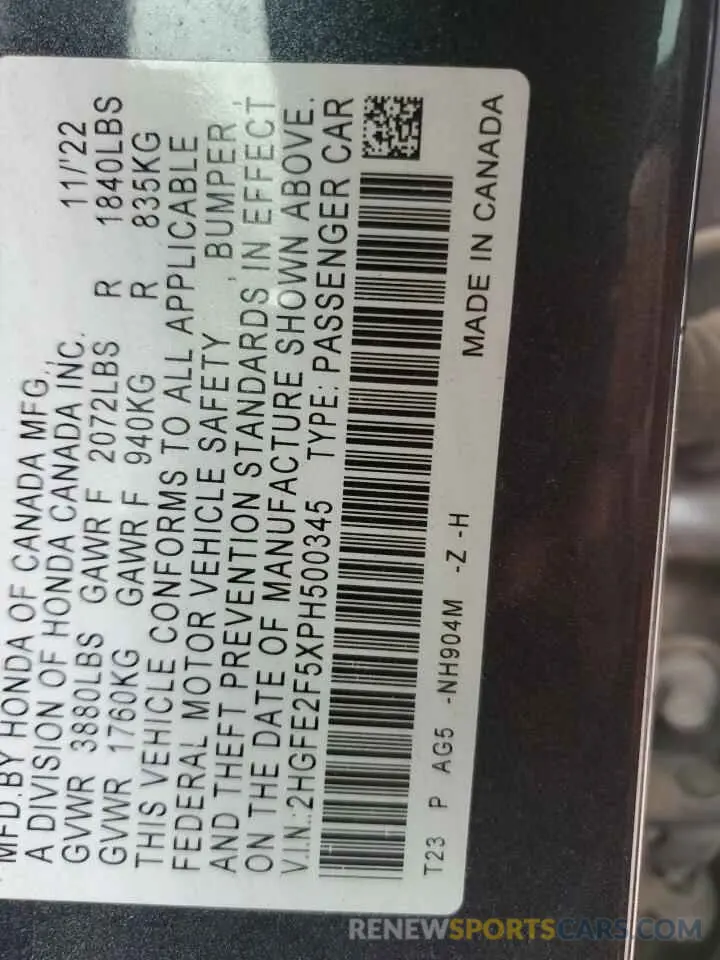 MFD.BY HONDA OF CANADA MFG.,
A DIVISION OF HONDA CANADA INC. 11/'22
GVWR 3880LBS GAWR F 2072LBS R 1840LBS
GVWR 1760KG GAWR F 940KG R 835KG
THIS VEHICLE CONFORMS TO ALL APPLICABLE
FEDERAL MOTOR VEHICLE SAFETY , BUMPER ,
AND THEFT PREVENTION STANDARDS IN EFFECT
ON THE DATE OF MANUFACTURE SHOWN ABOVE.
V.I.N.:2HGFE2F5XPH500345 TYPE: PASSENGER CAR
T23 P AG5 -NH904M -Z -H MADE IN CANADA
RENEWSPORTSCARS.COM